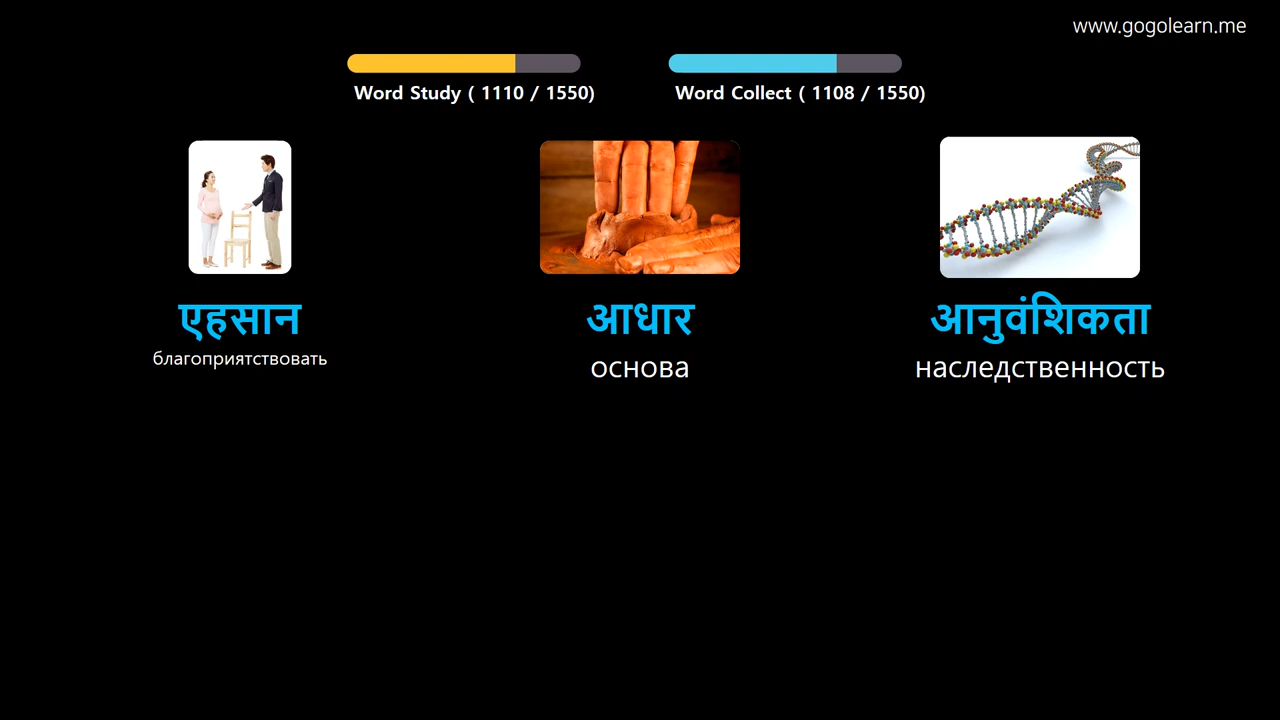 www.gogolearn.me
Word Study ( 1110 / 1550)
Word Collect ( 1108 / 1550)
एहसान
благоприятствовать
आधार
основа
आनुवंशिकता
наследственность